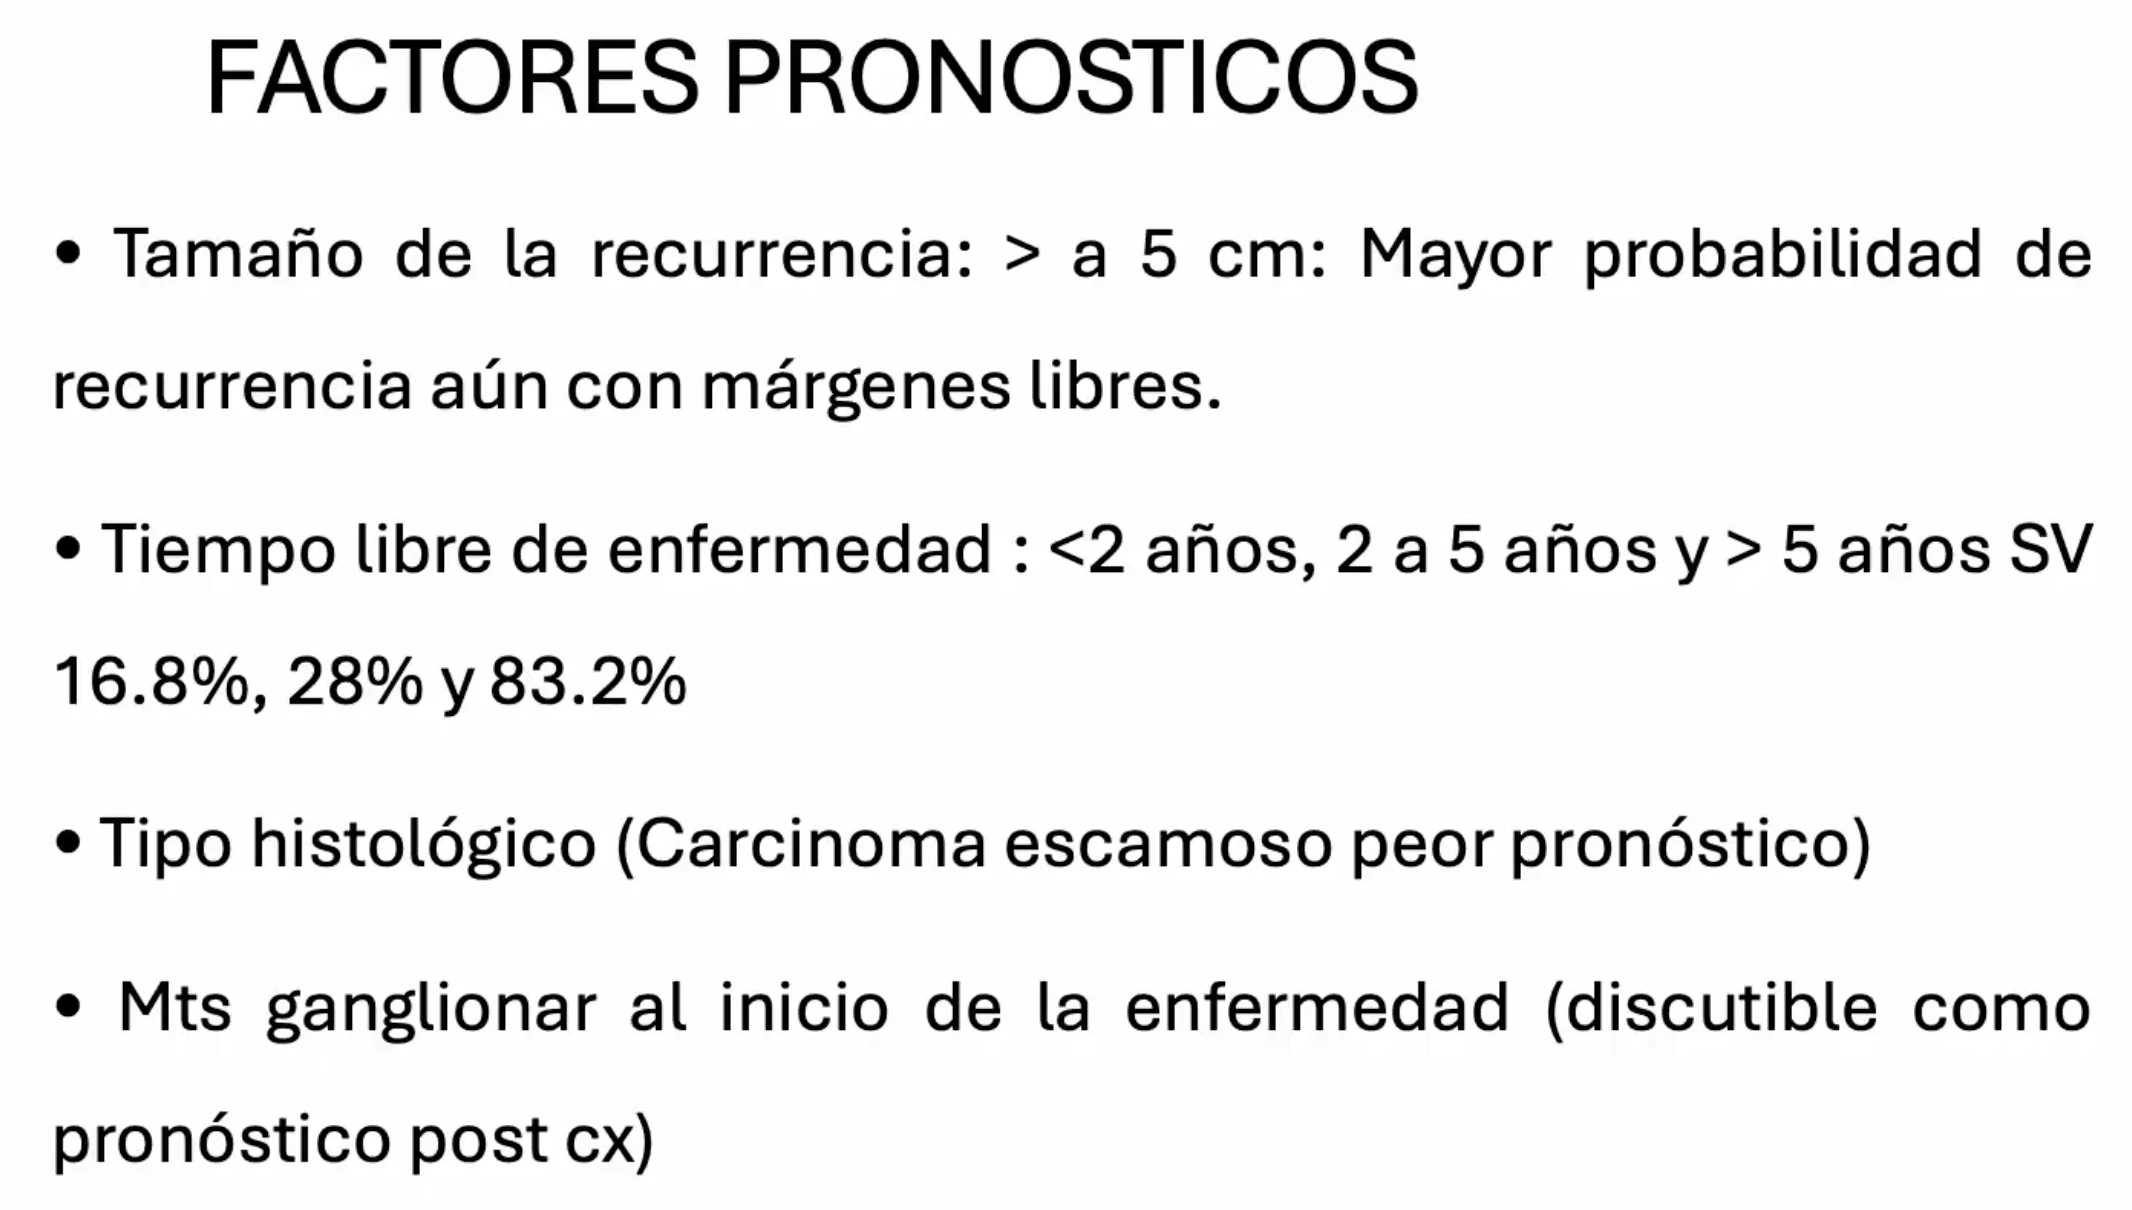 FACTORES PRONOSTICOS
• Tamaño de la recurrencia: > a 5 cm: Mayor probabilidad de
recurrencia aún con márgenes libres.
• Tiempo libre de enfermedad : <2 años, 2 a 5 años y > 5 años SV
16.8%, 28% y 83.2%
• Tipo histológico (Carcinoma escamoso peor pronóstico)
• Mts ganglionar al inicio de la enfermedad (discutible como
pronóstico post cx)